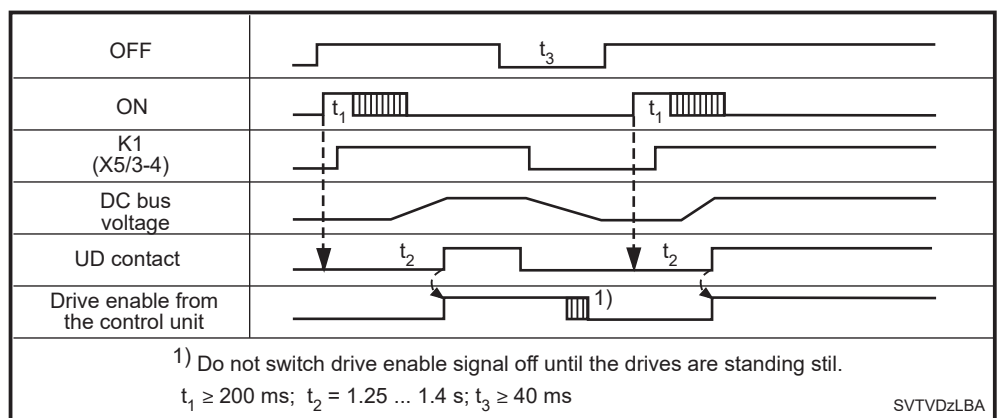 OFF
t3
ON
t1
t1
K1
(X5/3-4)
DC bus
voltage
UD contact
t2
t2
Drive enable from
the control unit
1)
1) Do not switch drive enable signal off until the drives are standing stil.
t1 ≥ 200 ms; t2 = 1.25 ... 1.4 s; t3 ≥ 40 ms
SVTVDzLBA